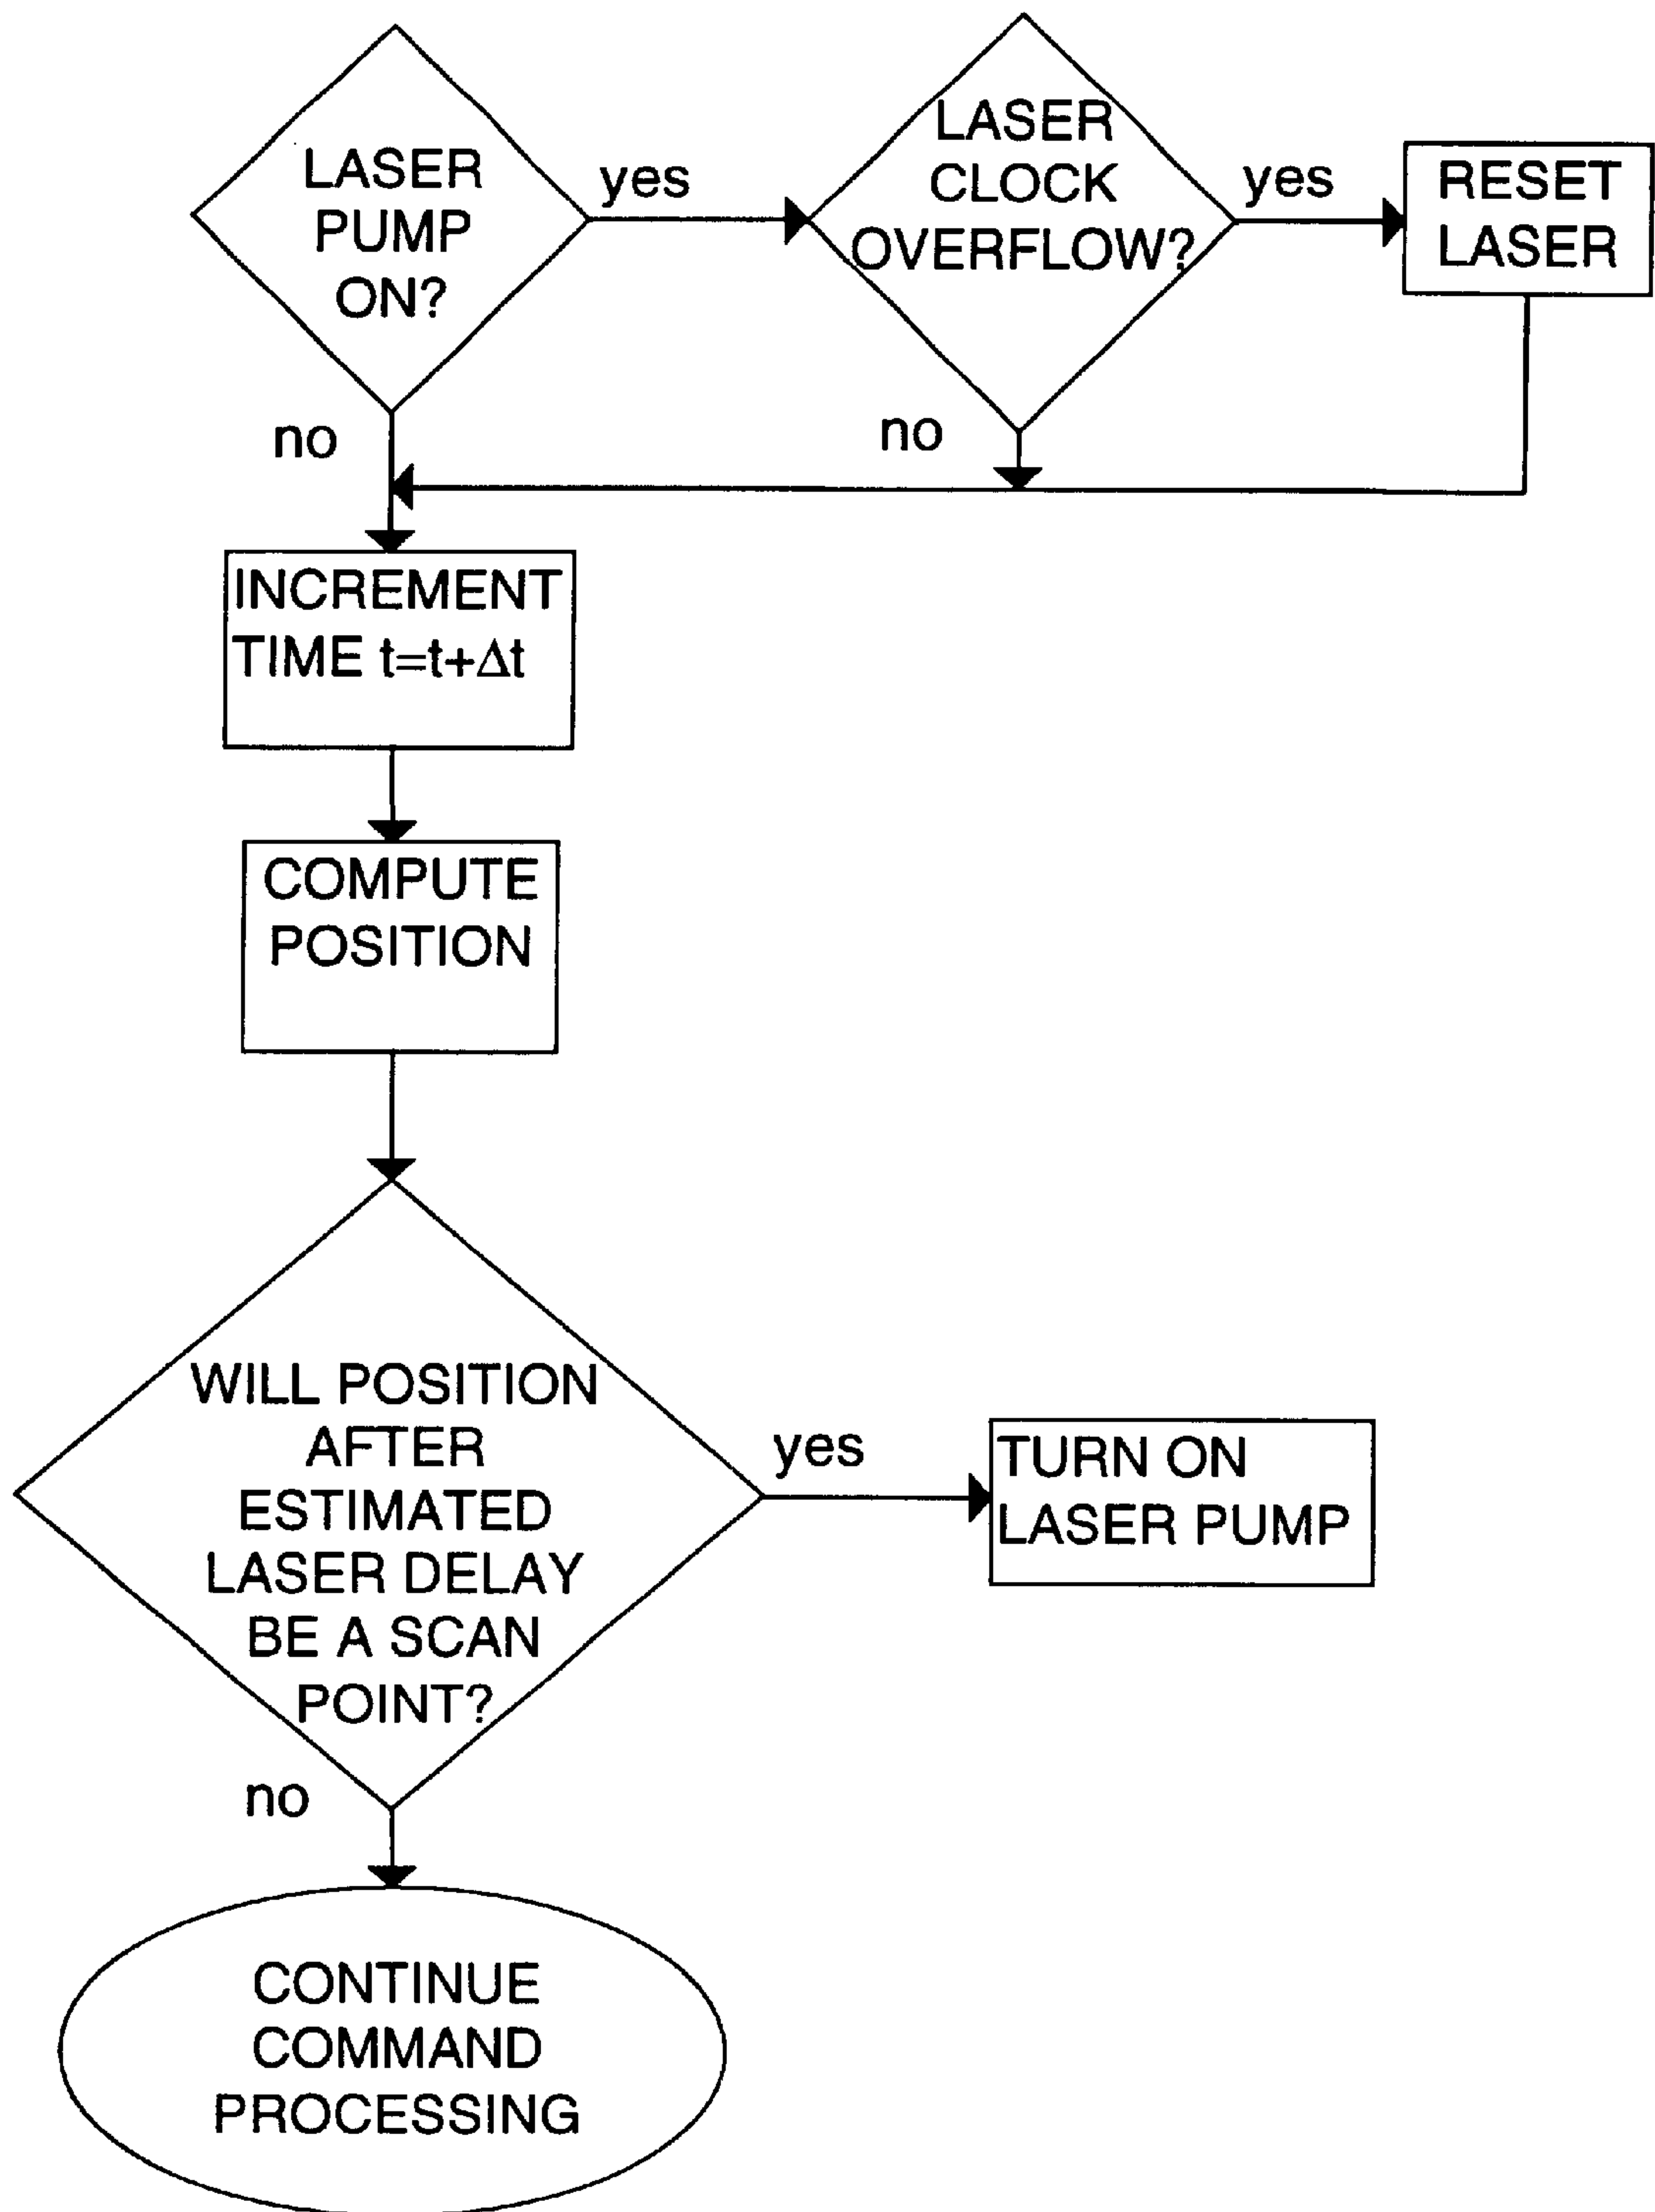 LASER
PUMP
ON?
yes
LASER
CLOCK
OVERFLOW?
yes
RESET
LASER
no
no
INCREMENT
TIME t=t+Δt
COMPUTE
POSITION
WILL POSITION
AFTER
ESTIMATED
LASER DELAY
BE A SCAN
POINT?
yes
TURN ON
LASER PUMP
no
CONTINUE
COMMAND
PROCESSING